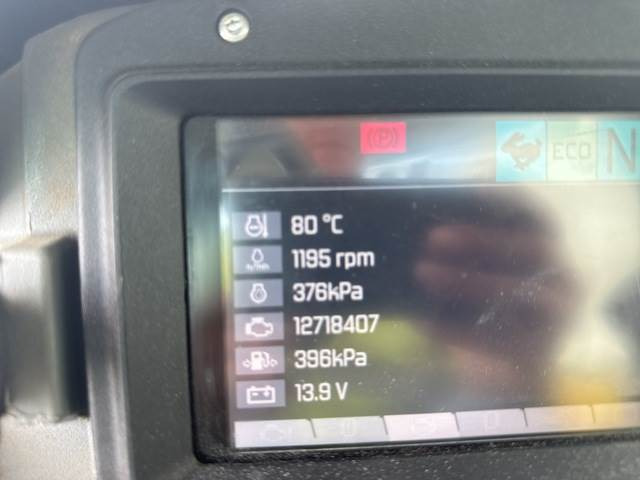 (P)
ECO N
80 °C
1195 rpm
376kPa
12718407
396kPa
13.9 V